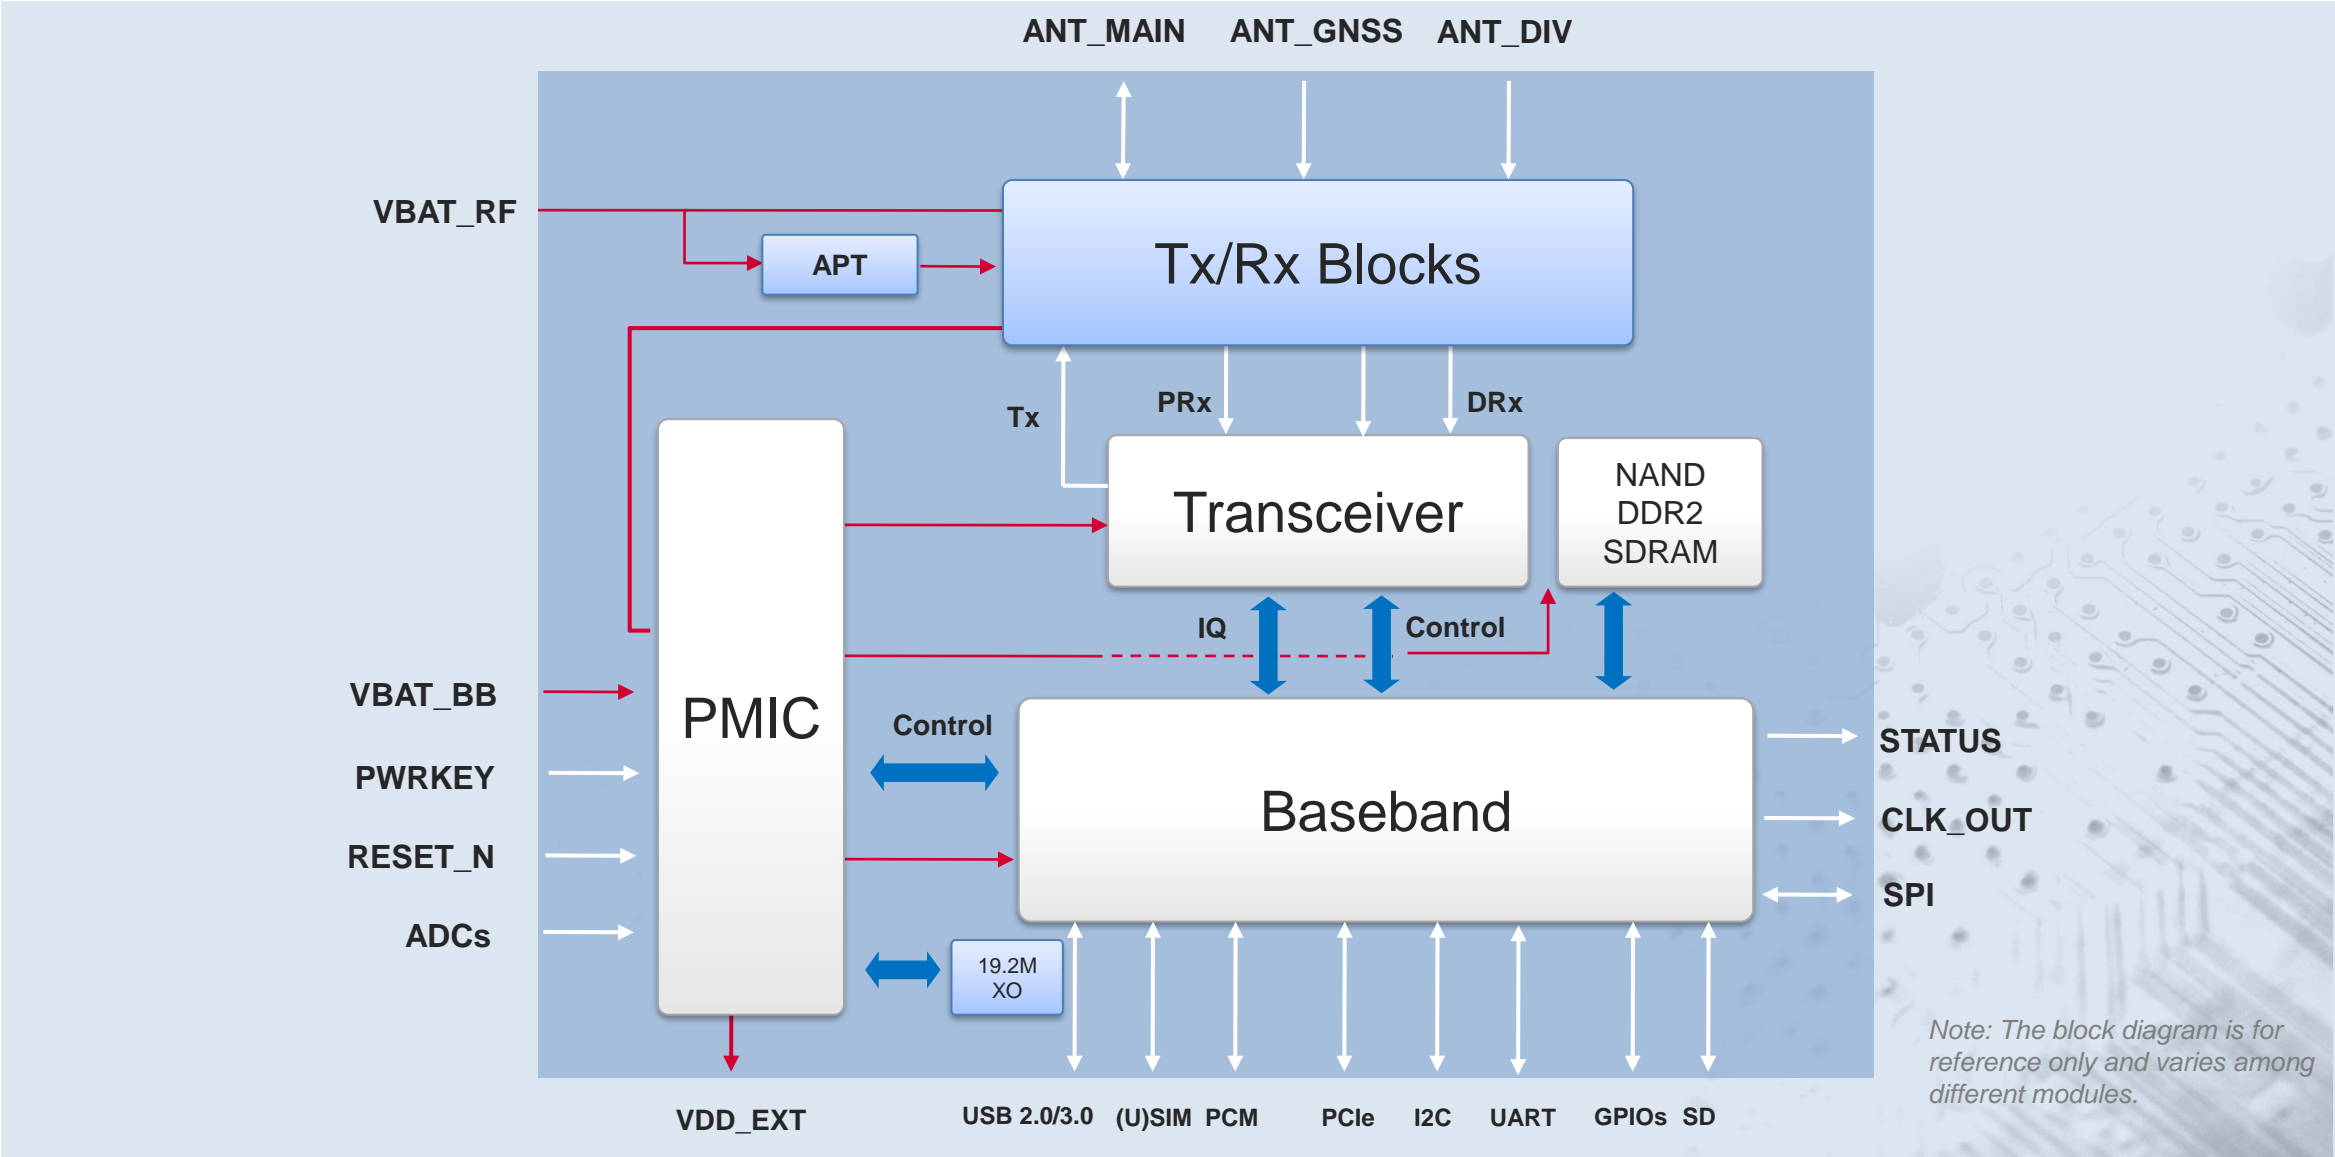 ANT_MAIN ANT_GNSS ANT_DIV
VBAT_RF
APT
Tx/Rx Blocks
Tx
PRx
DRx
Transceiver
NAND
DDR2
SDRAM
IQ
Control
VBAT_BB
PMIC
Control
PWRKEY
RESET_N
ADCs
Baseband
STATUS
CLK_OUT
SPI
19.2M
XO
Note: The block diagram is for
reference only and varies among
different modules.
VDD_EXT
USB 2.0/3.0 (U)SIM PCM PCIe I2C UART GPIOs SD